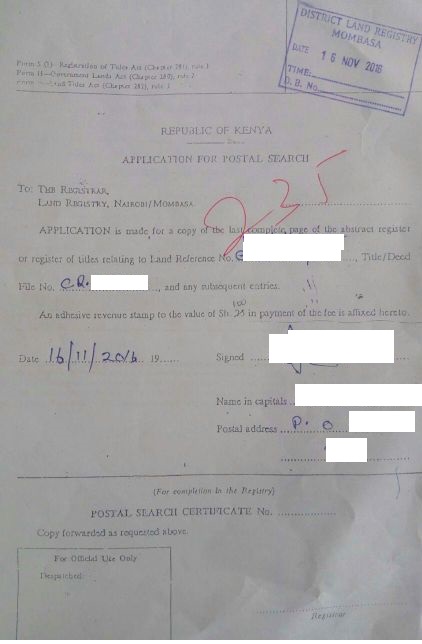 DISTRICT LAND REGISTRY
MOMBASA
DATE 16 NOV 2016
TIME:
D. B. No.
Form 5 (1)—Registration of Titles Act (Chapter 281), rule 1
Form 11—Government Lands Act (Chapter 280), rule 7
Form Land Titles Act (Chapter 282), rule 1
REPUBLIC OF KENYA
APPLICATION FOR POSTAL SEARCH
235
TO: THE REGISTRAR,
LAND REGISTRY, NAIROBI/MOMBASA
APPLICATION is made for a copy of the last complete page of the abstract register
or register of titles relating to Land Reference No. , Title/Deed
File No. CR. , and any subsequent entries.
100
An adhesive revenue stamp to the value of Sh. 25 in payment of the fee is affixed hereto.
Date 16/11/2016 19...... Signed
Name in capitals
Postal address P. O
(For completion in the Registry)
POSTAL SEARCH CERTIFICATE No. ................
Copy forwarded as requested above.
For Official Use Only
Despatched:
Registrar